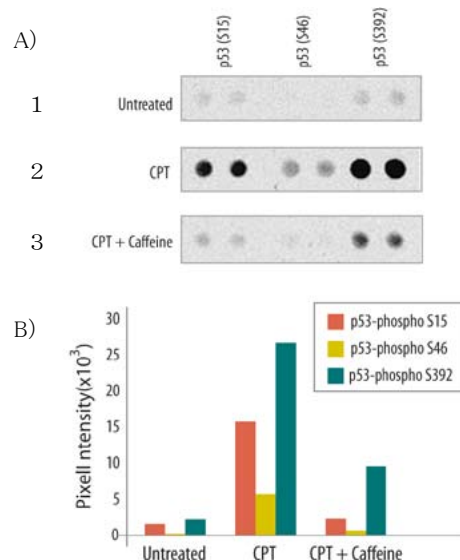 A)
p53 (S15) p53 (S46) p53 (S392)
1 Untreated
2 CPT
3 CPT + Caffeine
B)
Pixell ntensity(x10³)
30
25
20
15
10
5
0
p53-phospho S15
p53-phospho S46
p53-phospho S392
Untreated CPT CPT + Caffeine